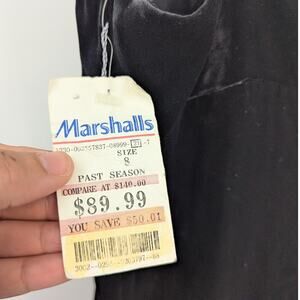 Marshalls
SIZE
8
PAST SEASON
COMPARE AT $140.00
$89.99
YOU SAVE $50.01